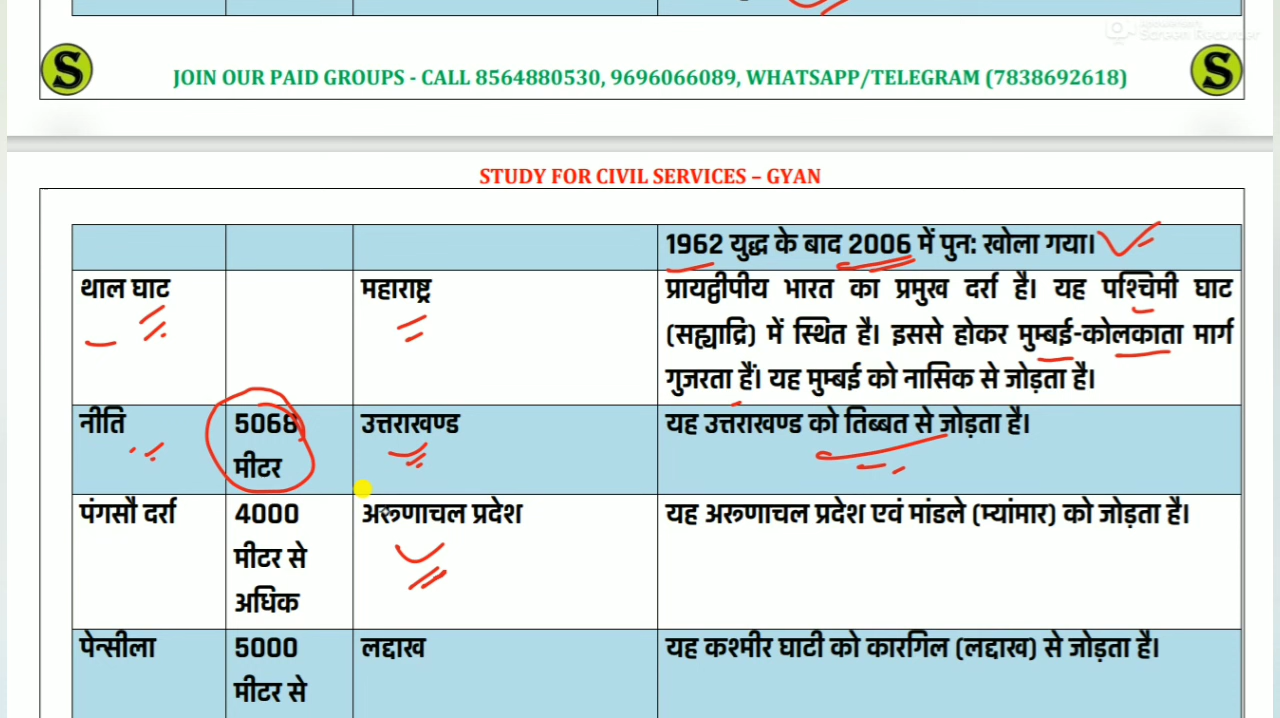 Screen Recorder
S
JOIN OUR PAID GROUPS - CALL 8564880530, 9696066089, WHATSAPP/TELEGRAM (7838692618)
S
STUDY FOR CIVIL SERVICES – GYAN
1962 युद्ध के बाद 2006 में पुन: खोला गया।
थाल घाट
महाराष्ट्र
प्रायद्वीपीय भारत का प्रमुख दर्रा है। यह पश्चिमी घाट
(सह्याद्रि) में स्थित है। इससे होकर मुम्बई-कोलकाता मार्ग
गुजरता हैं। यह मुम्बई को नासिक से जोड़ता है।
नीति
5068
मीटर
उत्तराखण्ड
यह उत्तराखण्ड को तिब्बत से जोड़ता है।
पंगसौ दर्रा
4000
मीटर से
अधिक
अरूणाचल प्रदेश
यह अरूणाचल प्रदेश एवं मांडले (म्यांमार) को जोड़ता है।
पेन्सीला
5000
मीटर से
लद्दाख
यह कश्मीर घाटी को कारगिल (लद्दाख) से जोड़ता है।